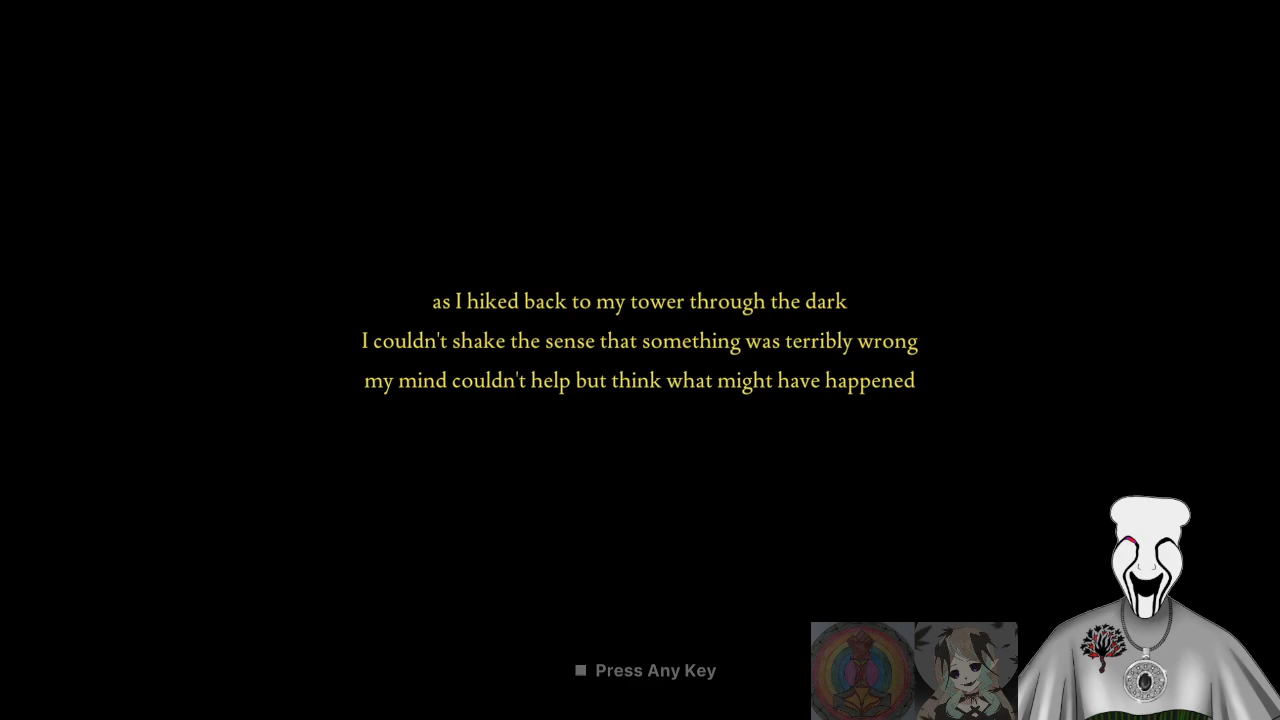 as I hiked back to my tower through the dark
I couldn't shake the sense that something was terribly wrong
my mind couldn't help but think what might have happened
Press Any Key